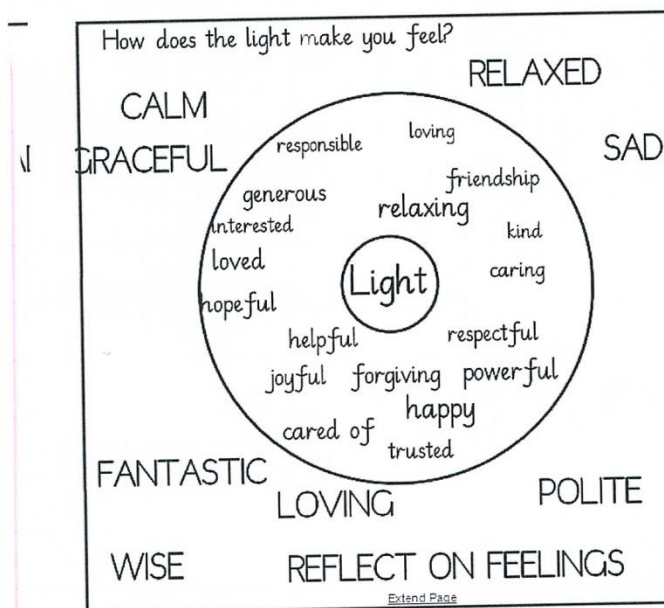 How does the light make you feel?
RELAXED
CALM
GRACEFUL
SAD
responsible
loving
friendship
generous
relaxing
interested
kind
loved
Light
caring
hopeful
helpful
respectful
joyful forgiving powerful
happy
cared of
trusted
FANTASTIC
LOVING
POLITE
WISE
REFLECT ON FEELINGS
Extend Page